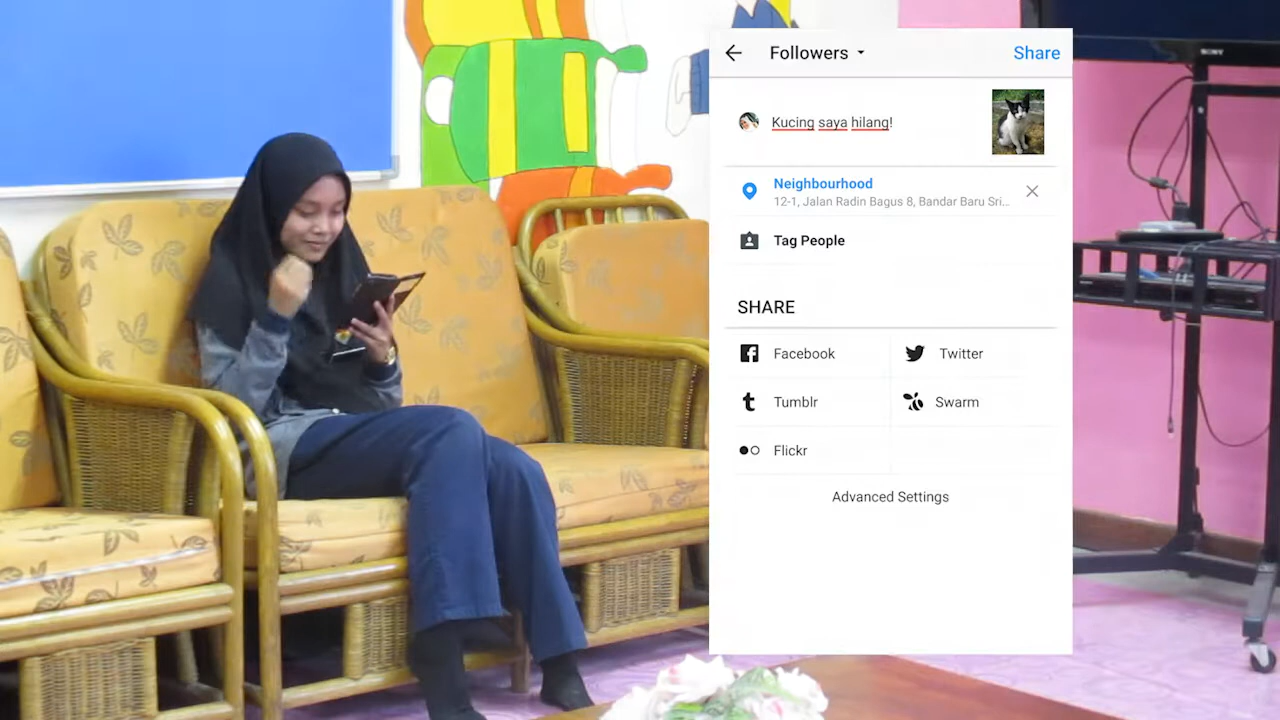 Followers
Share
Kucing saya hilang!
Neighbourhood
12-1, Jalan Radin Bagus 8, Bandar Baru Sri...
Tag People
SHARE
Facebook
Twitter
Tumblr
Swarm
Flickr
Advanced Settings
SONY